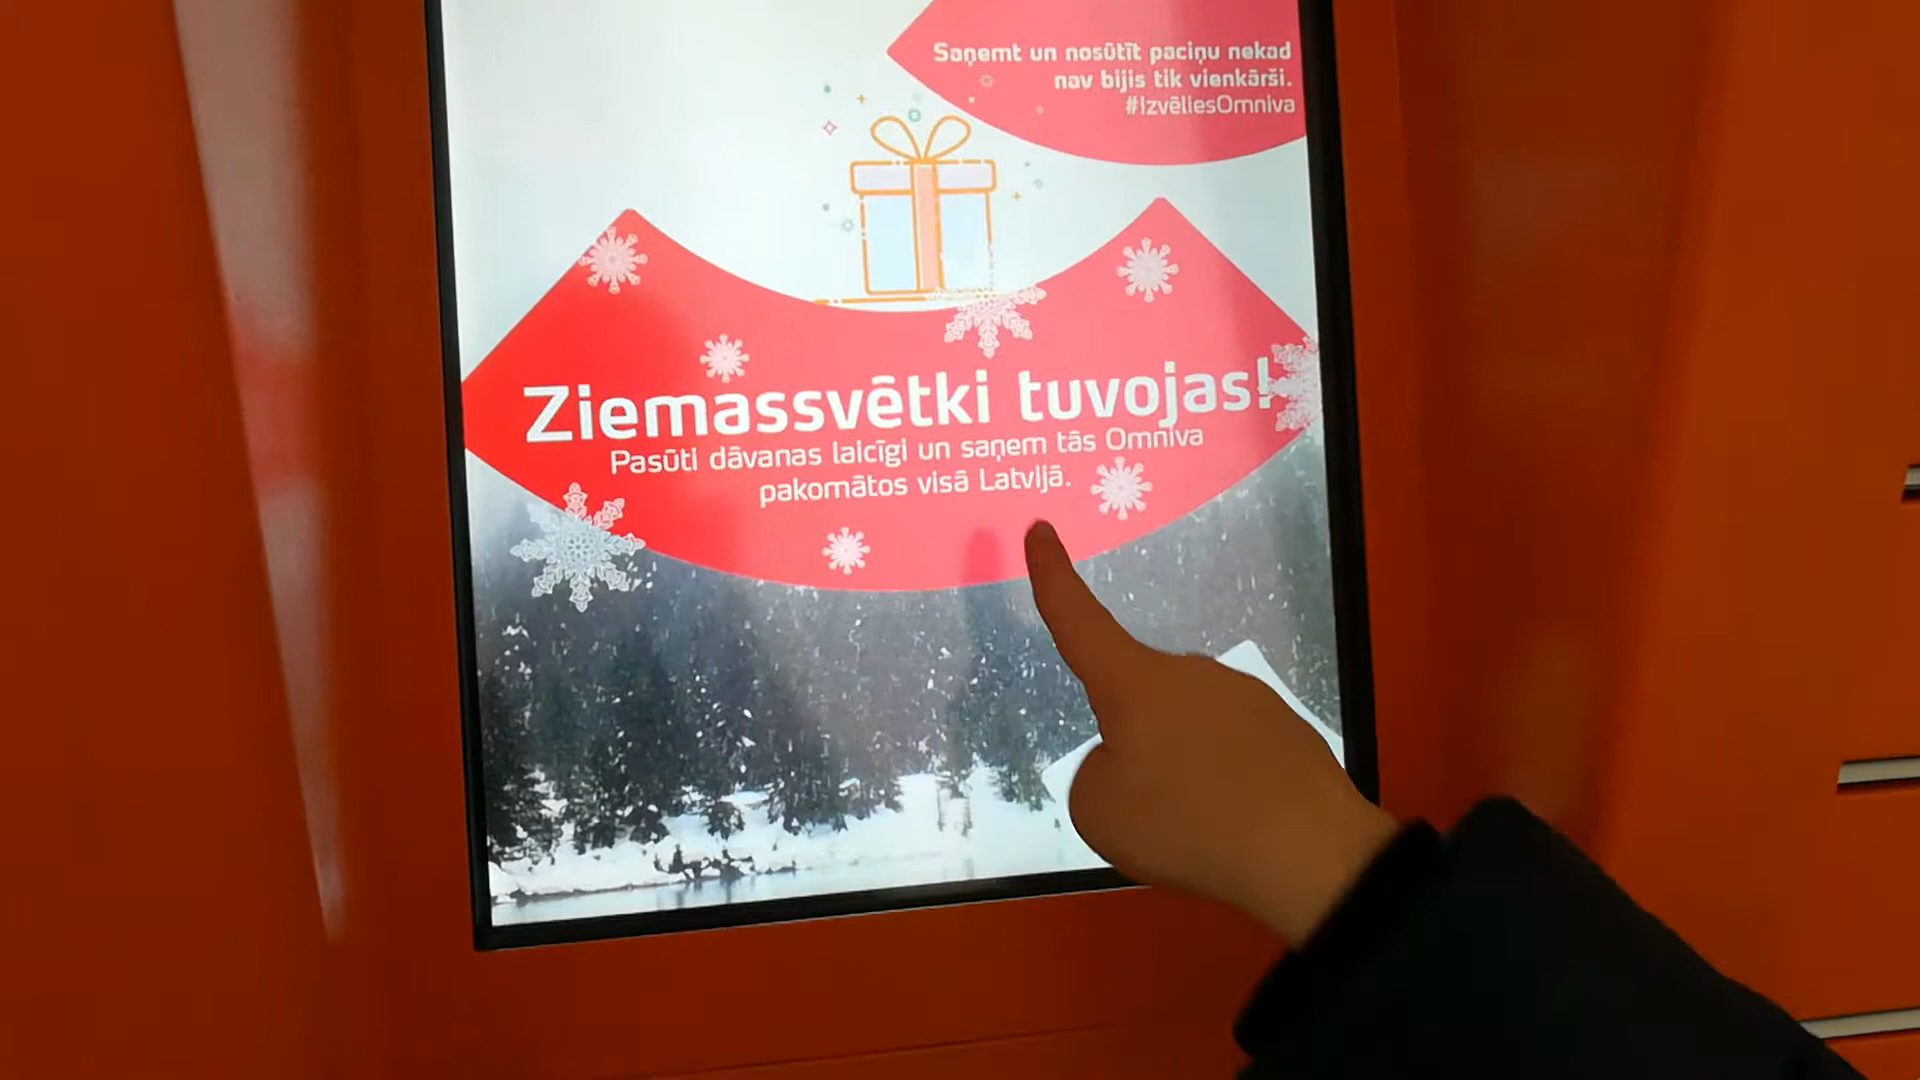 Saņemt un nosūtīt paciņu nekad
nav bijis tik vienkārši.
#IzvēliesOmniva
Ziemassvētki tuvojas!
Pasūti dāvanas laicīgi un saņem tās Omniva
pakomātos visā Latvijā.